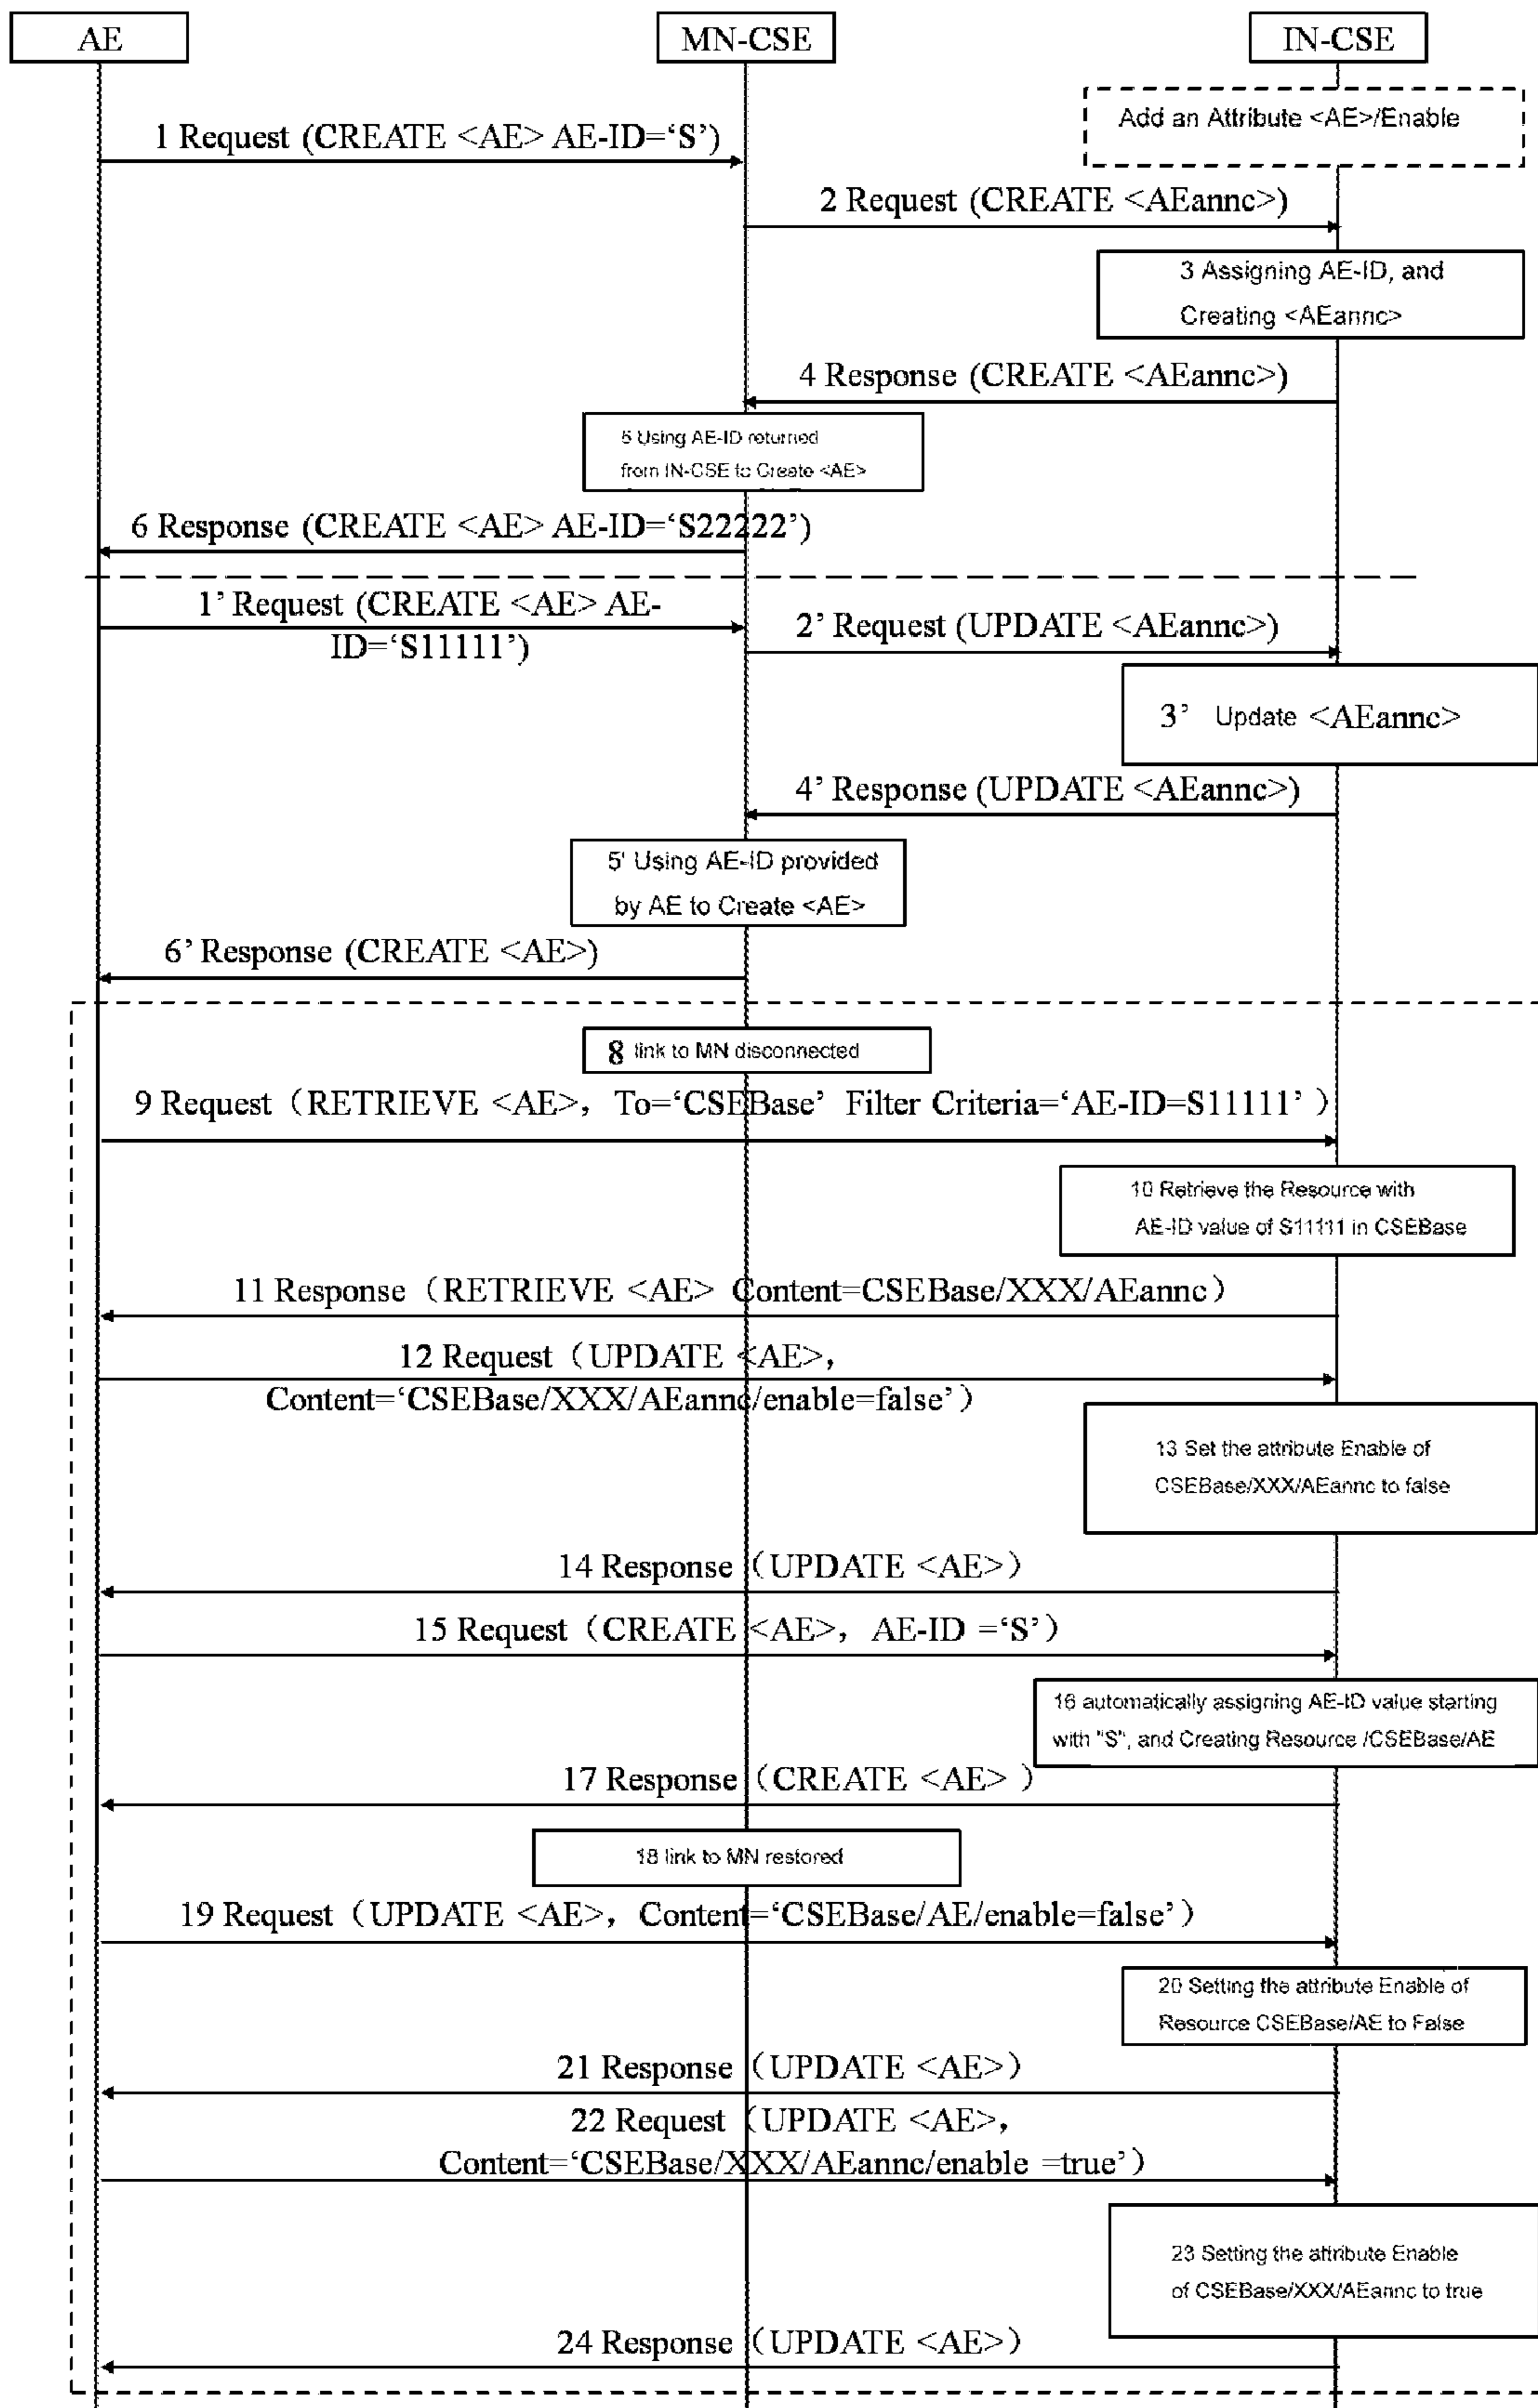 AE
MN-CSE
IN-CSE
Add an Attribute <AE>/Enable
1 Request (CREATE <AE> AE-ID=‘S’)
2 Request (CREATE <AEannc>)
3 Assigning AE-ID, and
Creating <AEannc>
4 Response (CREATE <AEannc>)
5 Using AE-ID returned
from IN-CSE to Create <AE>
6 Response (CREATE <AE> AE-ID=‘S22222’)
1’ Request (CREATE <AE> AE-
ID=‘S11111’)
2’ Request (UPDATE <AEannc>)
3’ Update <AEannc>
4’ Response (UPDATE <AEannc>)
5' Using AE-ID provided
by AE to Create <AE>
6’ Response (CREATE <AE>)
8 link to MN disconnected
9 Request（RETRIEVE <AE>, To=‘CSEBase’ Filter Criteria=‘AE-ID=S11111’）
10 Retrieve the Resource with
AE-ID value of S11111 in CSEBase
11 Response（RETRIEVE <AE> Content=CSEBase/XXX/AEannc）
12 Request（UPDATE <AE>,
Content=‘CSEBase/XXX/AEannc/enable=false’）
13 Set the attribute Enable of
CSEBase/XXX/AEannc to false
14 Response（UPDATE <AE>）
15 Request（CREATE <AE>, AE-ID =‘S’）
16 automatically assigning AE-ID value starting
with "S", and Creating Resource /CSEBase/AE
17 Response（CREATE <AE> ）
18 link to MN restored
19 Request（UPDATE <AE>, Content=‘CSEBase/AE/enable=false’）
20 Setting the attribute Enable of
Resource CSEBase/AE to False
21 Response（UPDATE <AE>）
22 Request（UPDATE <AE>,
Content=‘CSEBase/XXX/AEannc/enable =true’）
23 Setting the attribute Enable
of CSEBase/XXX/AEannc to true
24 Response（UPDATE <AE>）